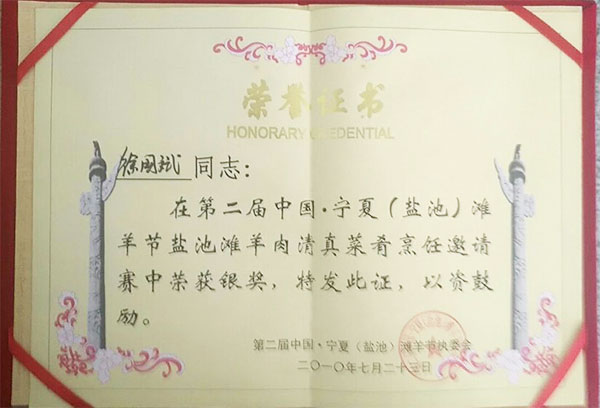 荣誉证书
HONORARY CREDENTIAL
徐国斌同志:
在第二届中国·宁夏(盐池)滩
羊节盐池滩羊肉清真菜肴烹饪邀请
赛中荣获银奖，特发此证，以资鼓
励。
第二届中国·宁夏(盐池)滩羊节执委会
二〇一〇年七月二十三日